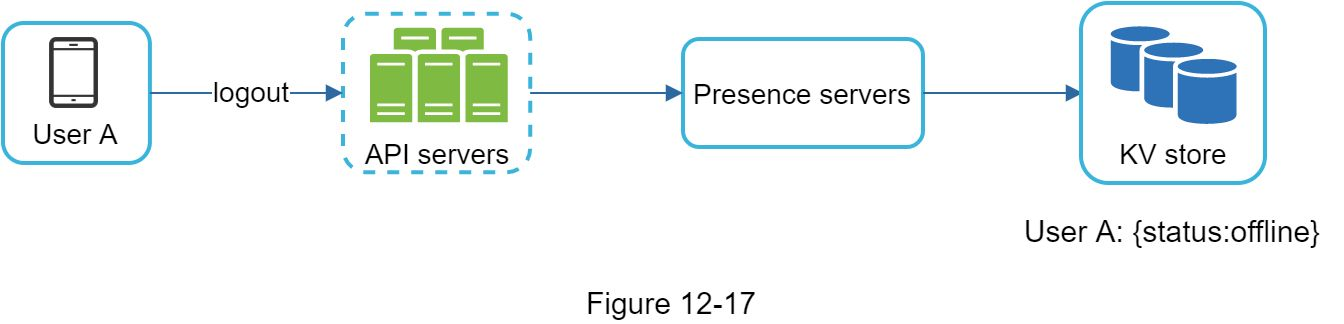 logout
User A
API servers
Presence servers
KV store
User A: {status:offline}
Figure 12-17